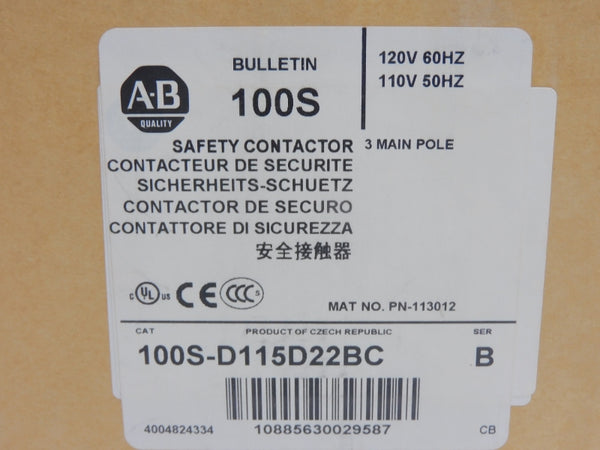 A-B
QUALITY
BULLETIN
100S
120V 60HZ
110V 50HZ
SAFETY CONTACTOR
3 MAIN POLE
CONTACTEUR DE SECURITE
SICHERHEITS-SCHUETZ
CONTACTOR DE SECURO
CONTATTORE DI SICUREZZA
安全接触器
C UL US CE CCC S
MAT NO. PN-113012
CAT PRODUCT OF CZECH REPUBLIC SER
100S-D115D22BC B
4004824334 10885630029587 CB